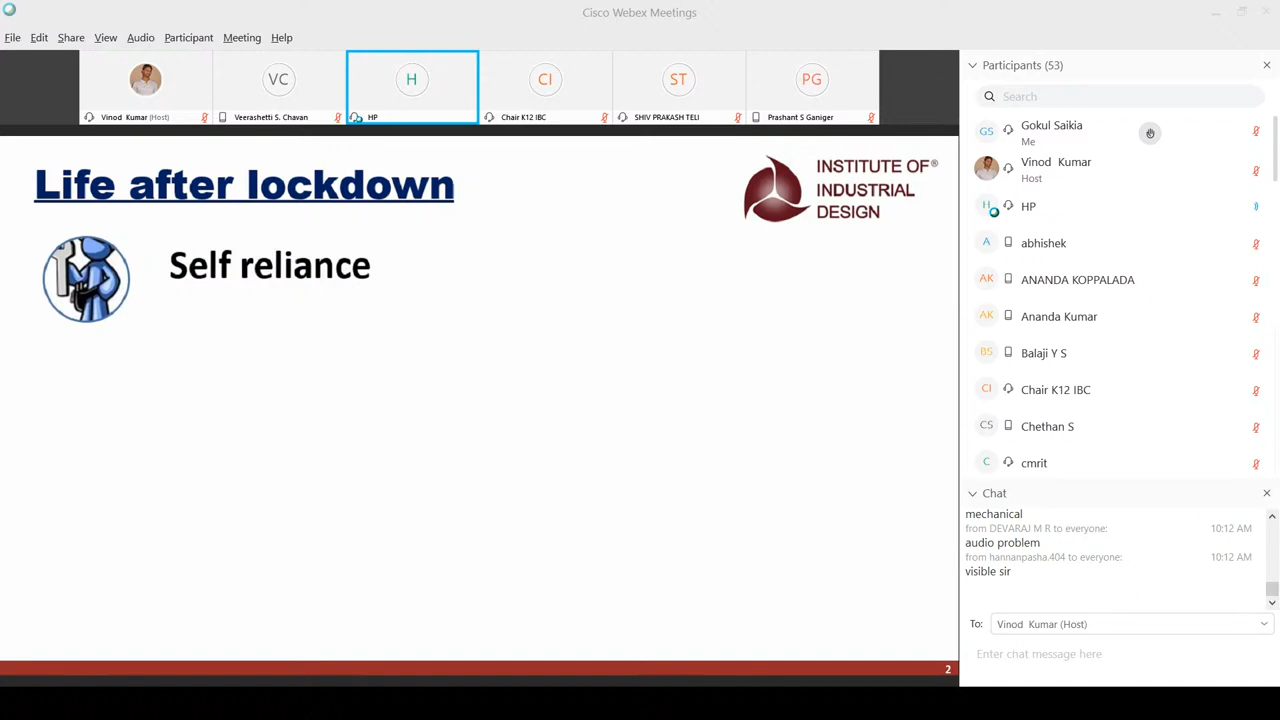 Cisco Webex Meetings
File Edit Share View Audio Participant Meeting Help
VC H CI ST PG
Vinod Kumar (Host) Veerashetti S. Chavan HP Chair K12 IBC SHIV PRAKASH TELI Prashant S Ganiger
Life after lockdown
INSTITUTE OF®
INDUSTRIAL
DESIGN
Self reliance
2
Participants (53)
Search
GS Gokul Saikia
Me
Vinod Kumar
Host
H HP
A abhishek
AK ANANDA KOPPALADA
AK Ananda Kumar
BS Balaji Y S
CI Chair K12 IBC
CS Chethan S
C cmrit
Chat
mechanical
from DEVARAJ M R to everyone: 10:12 AM
audio problem
from hannanpasha.404 to everyone: 10:12 AM
visible sir
To: Vinod Kumar (Host)
Enter chat message here